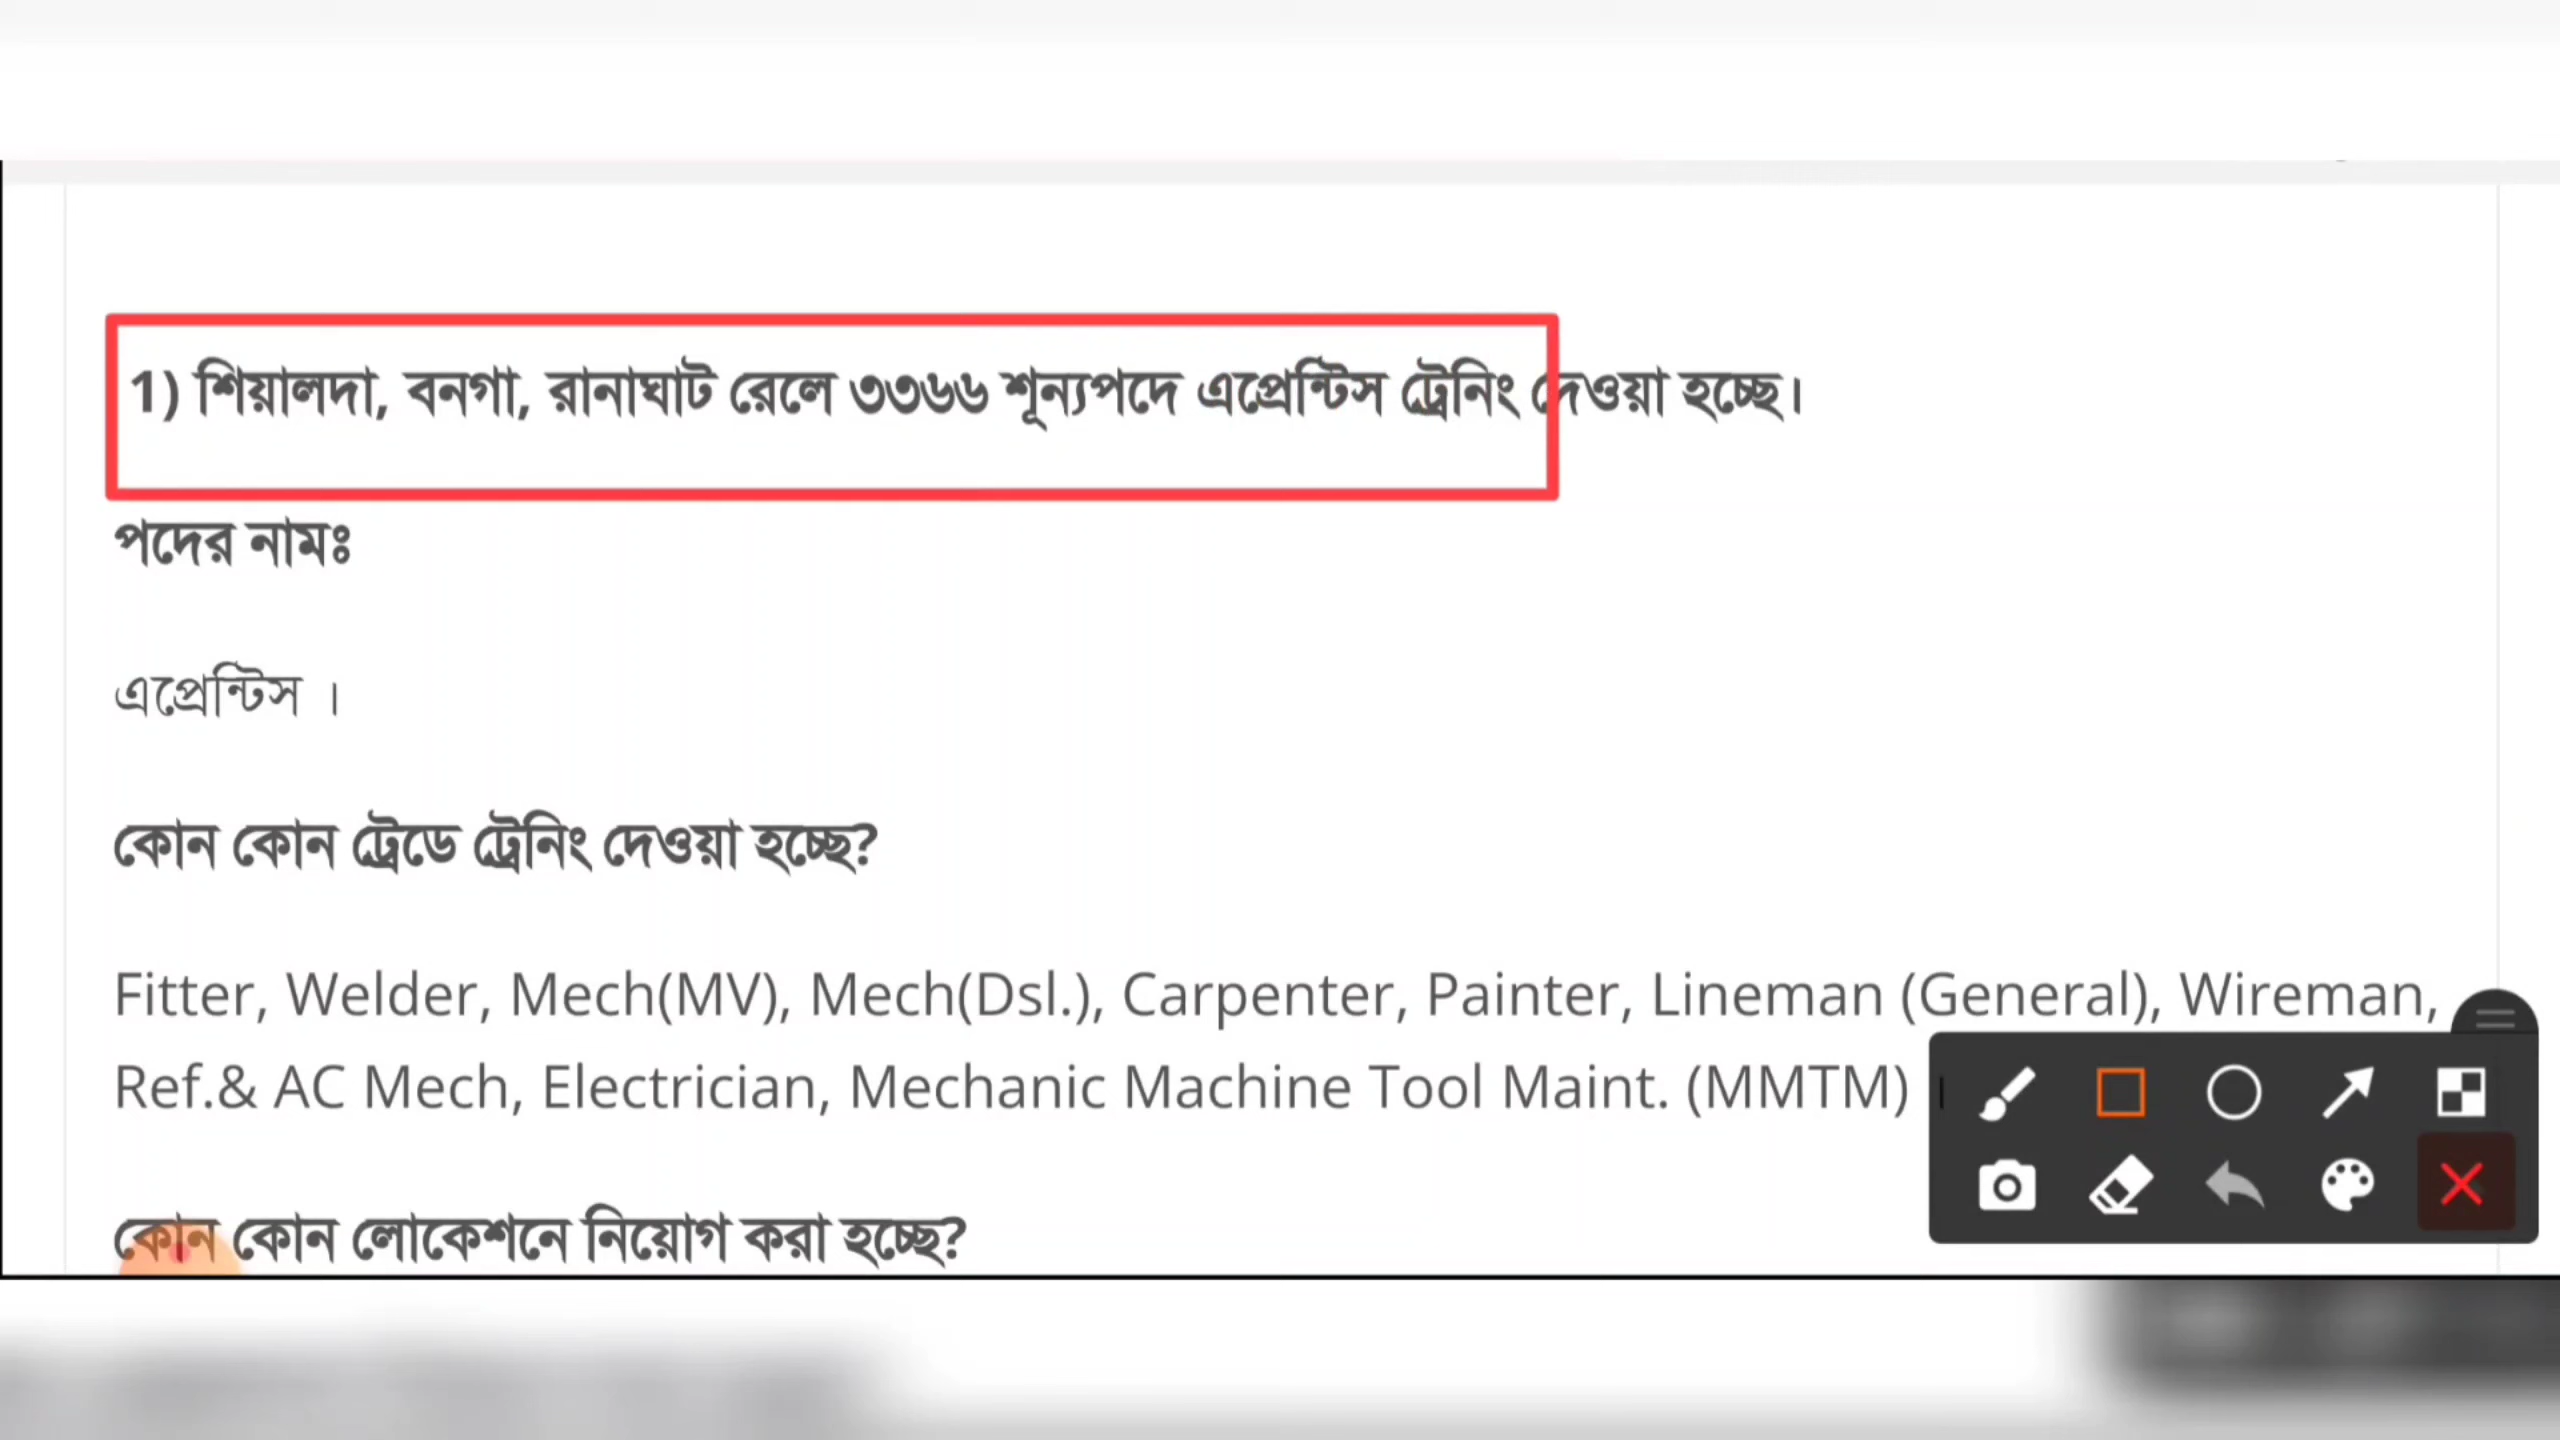 1) শিয়ালদা, বনগা, রানাঘাট রেলে ৩৩৬৬ শূন্যপদে এপ্রেন্টিস ট্রেনিং দেওয়া হচ্ছে।
পদের নামঃ
এপ্রেন্টিস ।
কোন কোন ট্রেডে ট্রেনিং দেওয়া হচ্ছে?
Fitter, Welder, Mech(MV), Mech(Dsl.), Carpenter, Painter, Lineman (General), Wireman,
Ref.& AC Mech, Electrician, Mechanic Machine Tool Maint. (MMTM) ।
কোন কোন লোকেশনে নিয়োগ করা হচ্ছে?